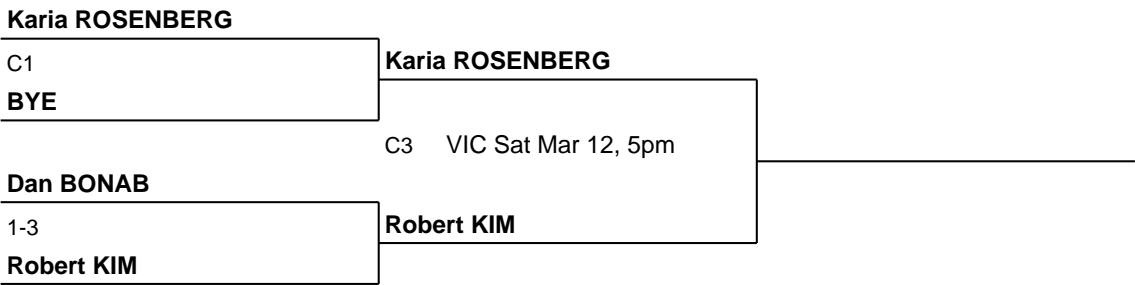 Karia ROSENBERG
C1
Karia ROSENBERG
BYE
C3 VIC Sat Mar 12, 5pm
Dan BONAB
1-3
Robert KIM
Robert KIM